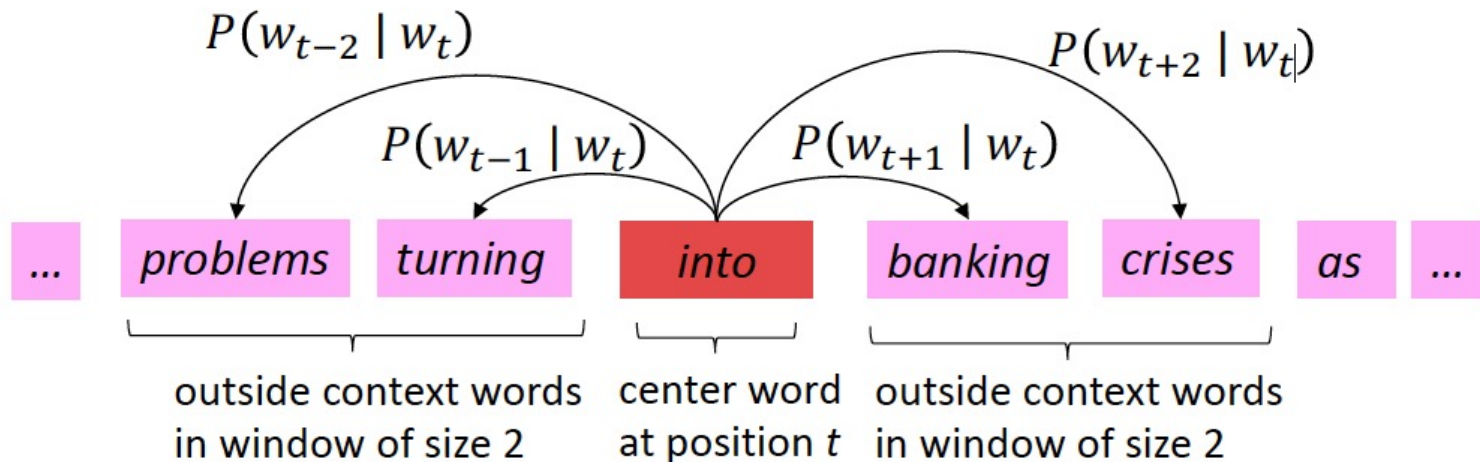 P(w_{t−2} | w_t)
P(w_{t+2} | w_t)
P(w_{t−1} | w_t)
P(w_{t+1} | w_t)
... problems turning into banking crises as ...
outside context words
in window of size 2
center word
at position t
outside context words
in window of size 2